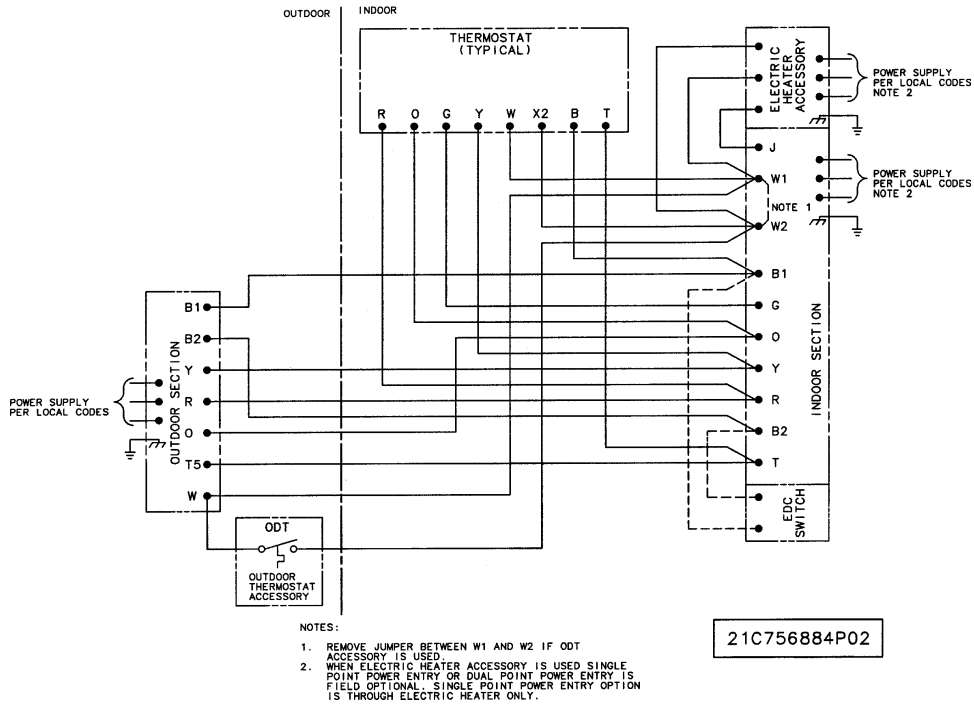 OUTDOOR
INDOOR
THERMOSTAT
(TYPICAL)
R O G Y W X2 B T
ELECTRIC
HEATER
ACCESSORY
POWER SUPPLY
PER LOCAL CODES
NOTE 2
J
W1
NOTE 1
W2
POWER SUPPLY
PER LOCAL CODES
NOTE 2
B1
G
O
Y
R
B2
T
INDOOR SECTION
EDC
SWITCH
B1
B2
Y
R
O
T5
W
OUTDOOR SECTION
POWER SUPPLY
PER LOCAL CODES
ODT
OUTDOOR
THERMOSTAT
ACCESSORY
NOTES:
1. REMOVE JUMPER BETWEEN W1 AND W2 IF ODT
ACCESSORY IS USED.
2. WHEN ELECTRIC HEATER ACCESSORY IS USED SINGLE
POINT POWER ENTRY OR DUAL POINT POWER ENTRY IS
FIELD OPTIONAL. SINGLE POINT POWER ENTRY OPTION
IS THROUGH ELECTRIC HEATER ONLY.
21C756884P02